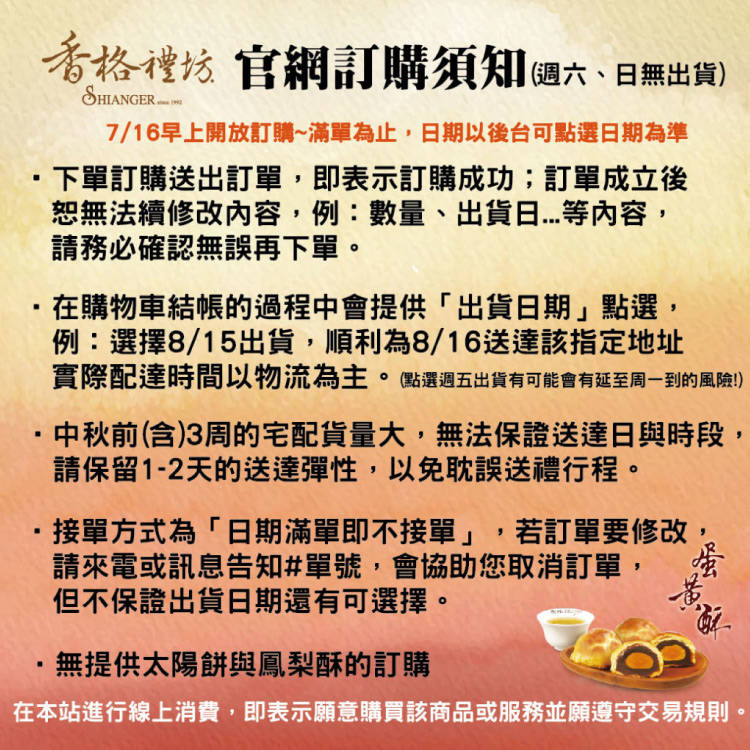 香格禮坊 官網訂購須知(週六、日無出貨)
SHIANGER since 1992
7/16早上開放訂購~滿單為止，日期以後台可點選日期為準
·下單訂購送出訂單，即表示訂購成功；訂單成立後
恕無法續修改內容，例：數量、出貨日...等內容，
請務必確認無誤再下單。
·在購物車結帳的過程中會提供「出貨日期」點選，
例：選擇8/15出貨，順利為8/16送達該指定地址
實際配達時間以物流為主。(點選週五出貨有可能會有延至周一到的風險!)
·中秋前(含)3周的宅配貨量大，無法保證送達日與時段，
請保留1-2天的送達彈性，以免耽誤送禮行程。
·接單方式為「日期滿單即不接單」，若訂單要修改，
請來電或訊息告知#單號，會協助您取消訂單，
但不保證出貨日期還有可選擇。
蛋黃酥
·無提供太陽餅與鳳梨酥的訂購
在本站進行線上消費，即表示願意購買該商品或服務並願遵守交易規則。